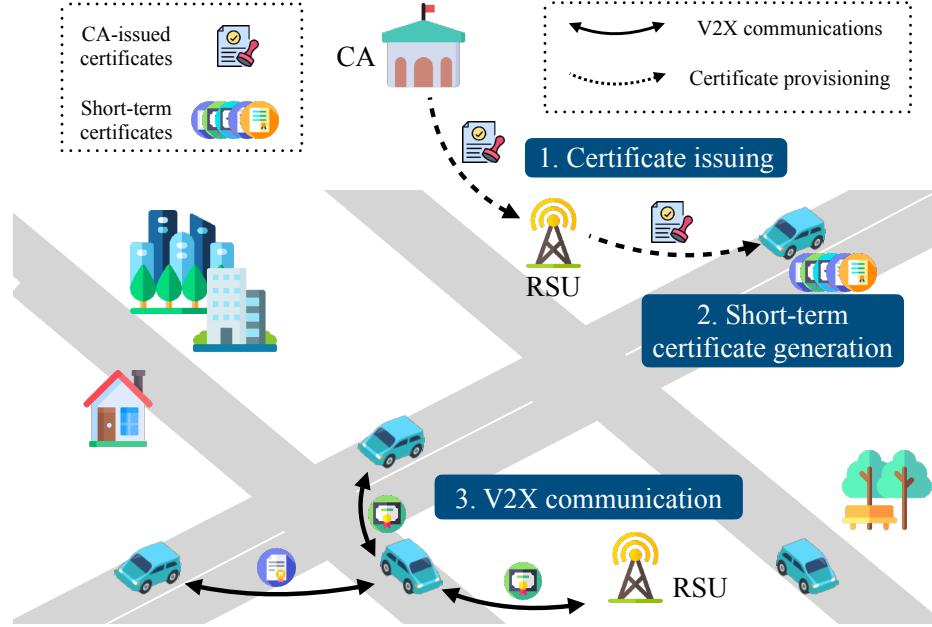 CA-issued
certificates
Short-term
certificates
CA
V2X communications
Certificate provisioning
1. Certificate issuing
RSU
2. Short-term
certificate generation
3. V2X communication
RSU